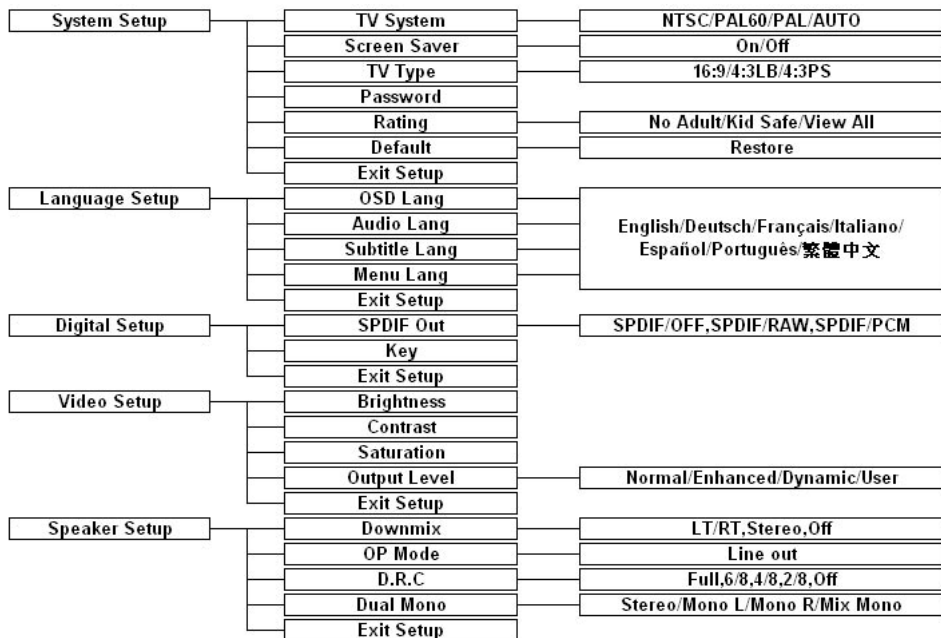 System Setup
TV System
NTSC/PAL60/PAL/AUTO
Screen Saver
On/Off
TV Type
16:9/4:3LB/4:3PS
Password
Rating
No Adult/Kid Safe/View All
Default
Restore
Exit Setup
Language Setup
OSD Lang
Audio Lang
Subtitle Lang
Menu Lang
English/Deutsch/Français/Italiano/
Español/Português/繁體中文
Exit Setup
Digital Setup
SPDIF Out
SPDIF/OFF,SPDIF/RAW,SPDIF/PCM
Key
Exit Setup
Video Setup
Brightness
Contrast
Saturation
Output Level
Normal/Enhanced/Dynamic/User
Exit Setup
Speaker Setup
Downmix
LT/RT,Stereo,Off
OP Mode
Line out
D.R.C
Full,6/8,4/8,2/8,Off
Dual Mono
Stereo/Mono L/Mono R/Mix Mono
Exit Setup